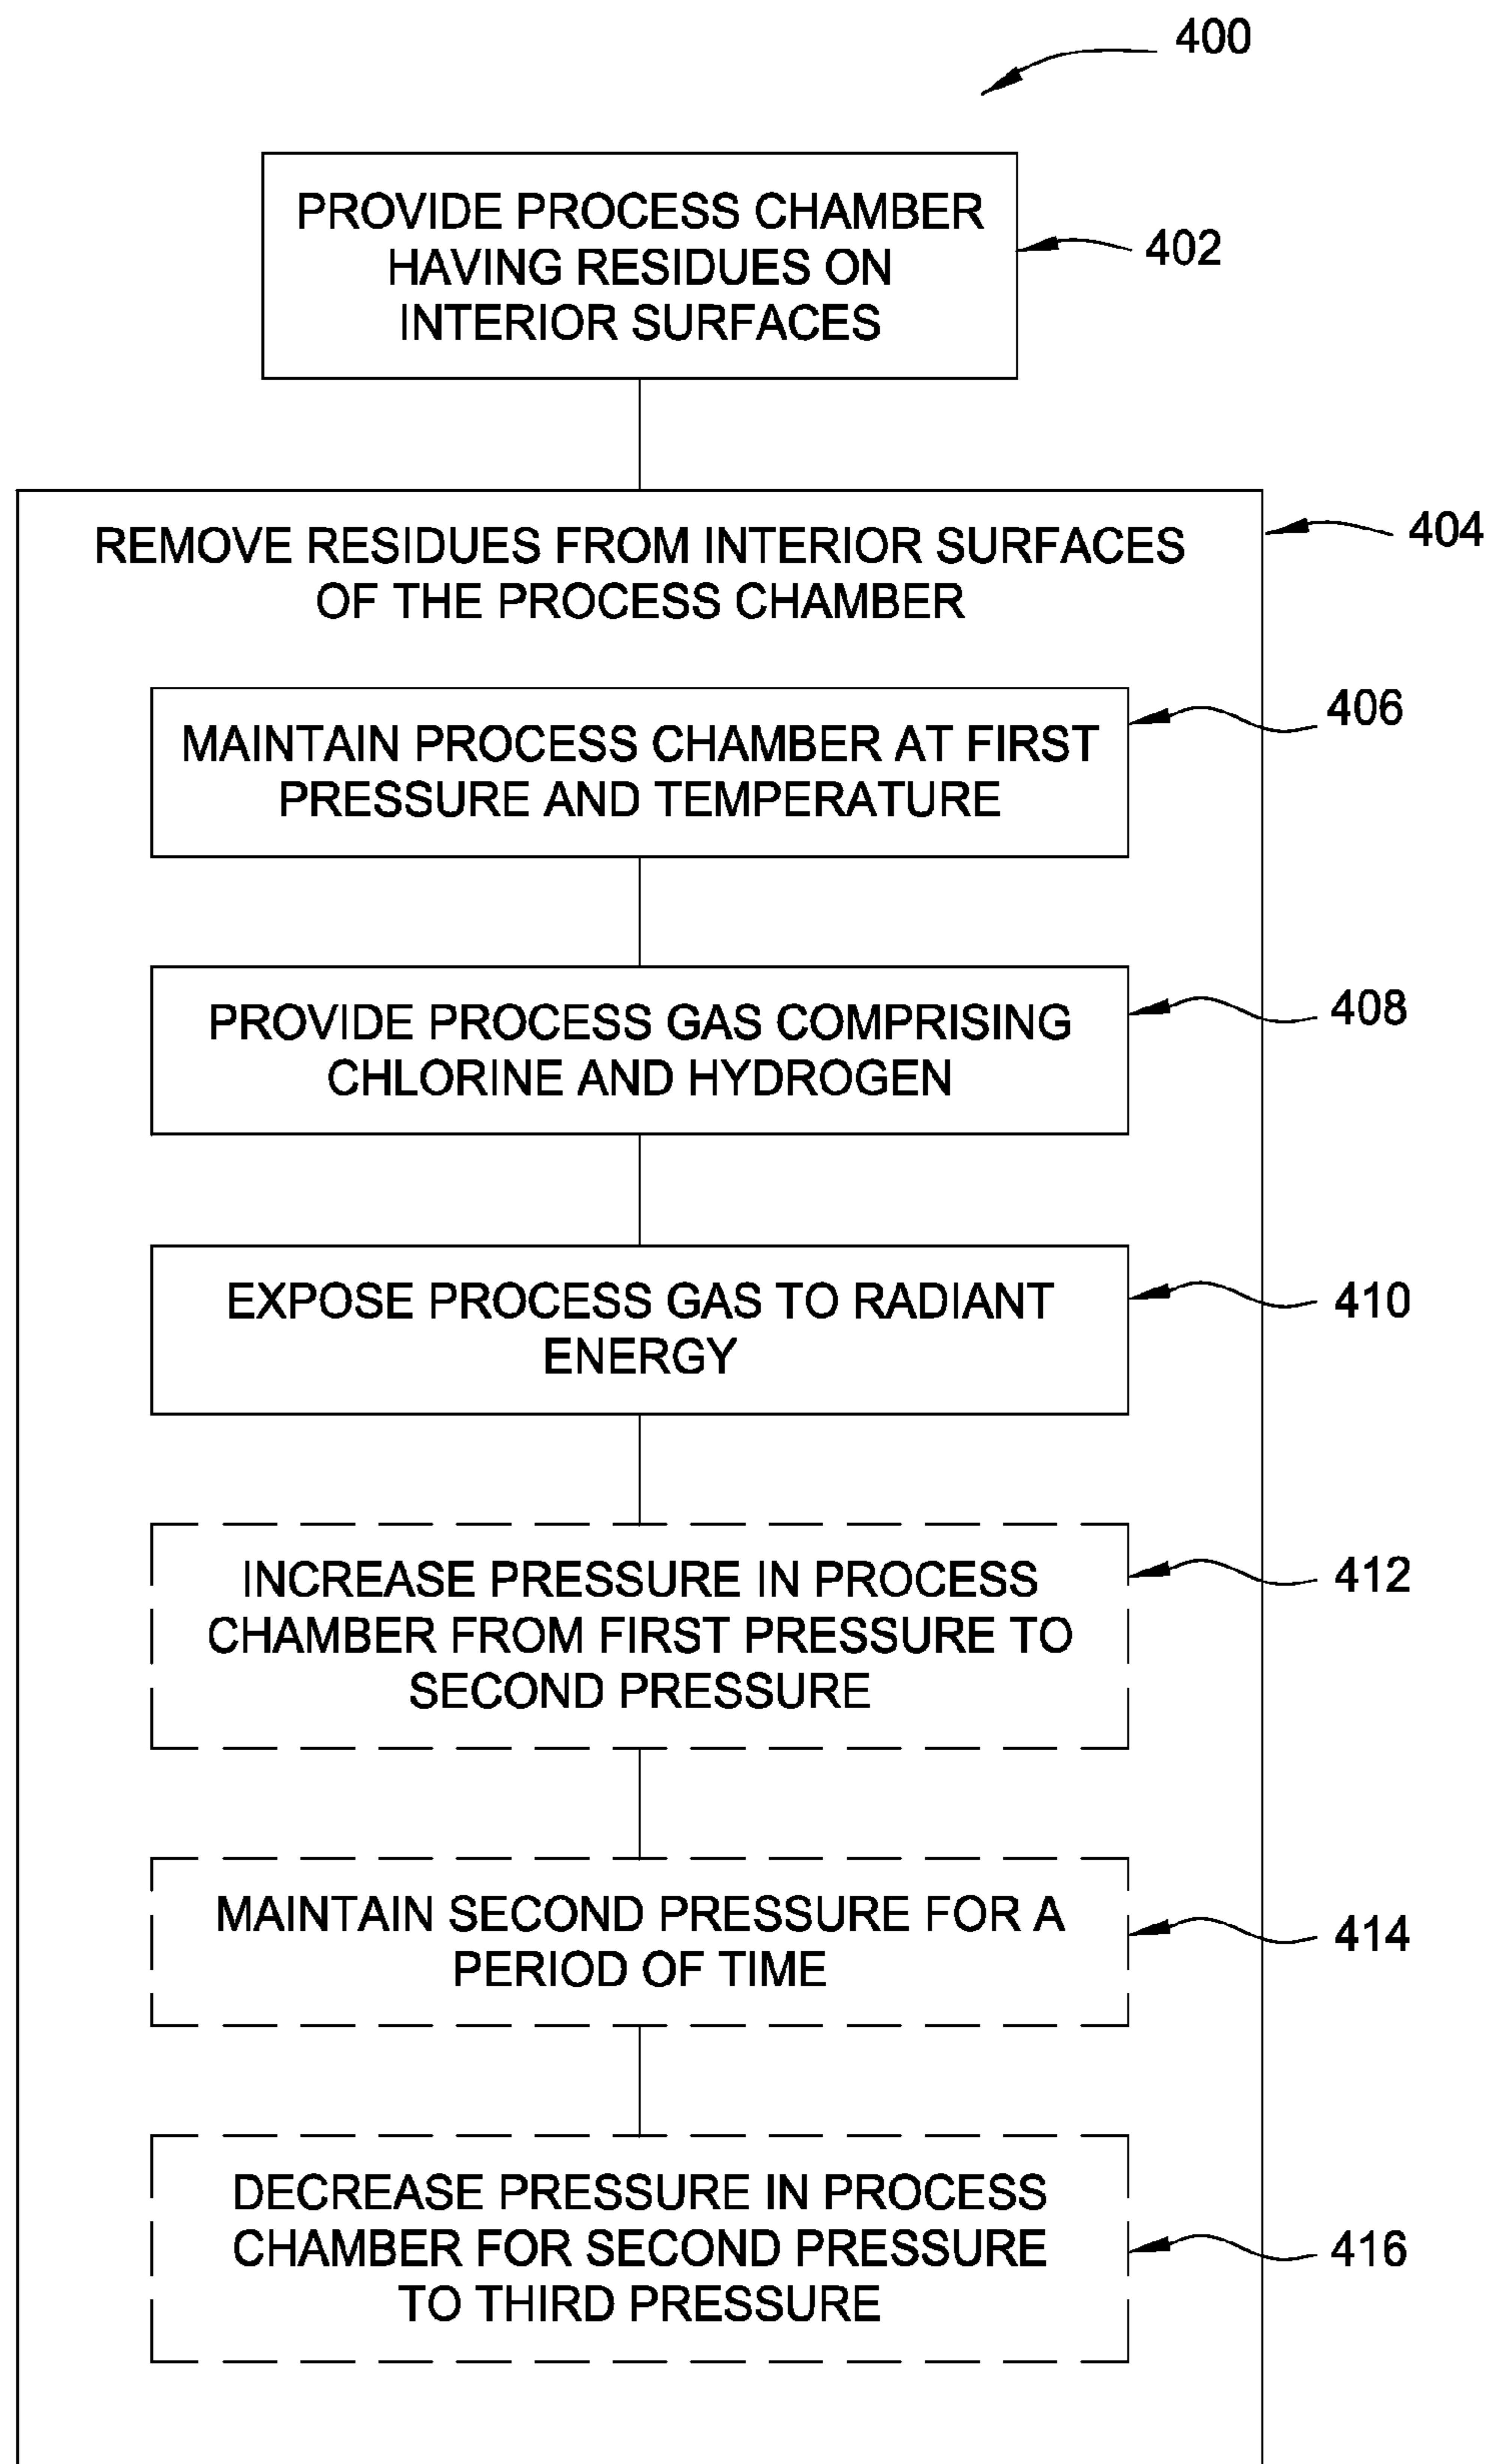 400
PROVIDE PROCESS CHAMBER
HAVING RESIDUES ON
INTERIOR SURFACES
402
REMOVE RESIDUES FROM INTERIOR SURFACES
OF THE PROCESS CHAMBER
404
MAINTAIN PROCESS CHAMBER AT FIRST
PRESSURE AND TEMPERATURE
406
PROVIDE PROCESS GAS COMPRISING
CHLORINE AND HYDROGEN
408
EXPOSE PROCESS GAS TO RADIANT
ENERGY
410
INCREASE PRESSURE IN PROCESS
CHAMBER FROM FIRST PRESSURE TO
SECOND PRESSURE
412
MAINTAIN SECOND PRESSURE FOR A
PERIOD OF TIME
414
DECREASE PRESSURE IN PROCESS
CHAMBER FOR SECOND PRESSURE
TO THIRD PRESSURE
416